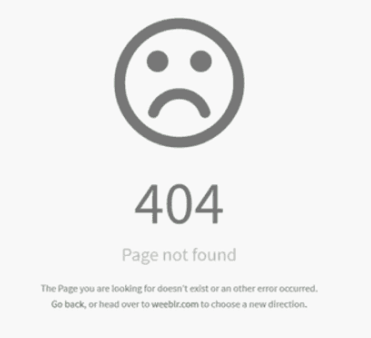 404
Page not found
The Page you are looking for doesn't exist or an other error occurred.
Go back, or head over to weeblr.com to choose a new direction.